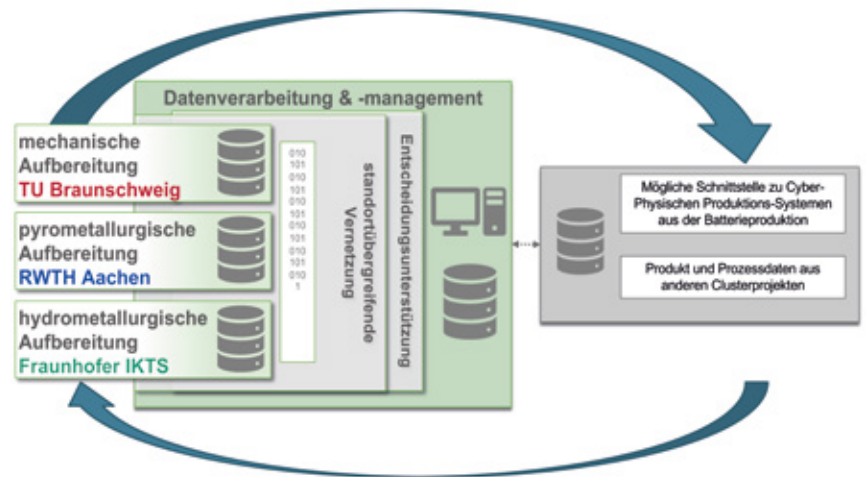 Datenverarbeitung & -management
mechanische
Aufbereitung
TU Braunschweig
pyrometallurgische
Aufbereitung
RWTH Aachen
hydrometallurgische
Aufbereitung
Fraunhofer IKTS
010
101
010
101
010
101
010
101
010
101
010
1
standortübergreifende
Vernetzung
Entscheidungsunterstützung
Mögliche Schnittstelle zu Cyber-
Physischen Produktions-Systemen
aus der Batterieproduktion
Produkt und Prozessdaten aus
anderen Clusterprojekten